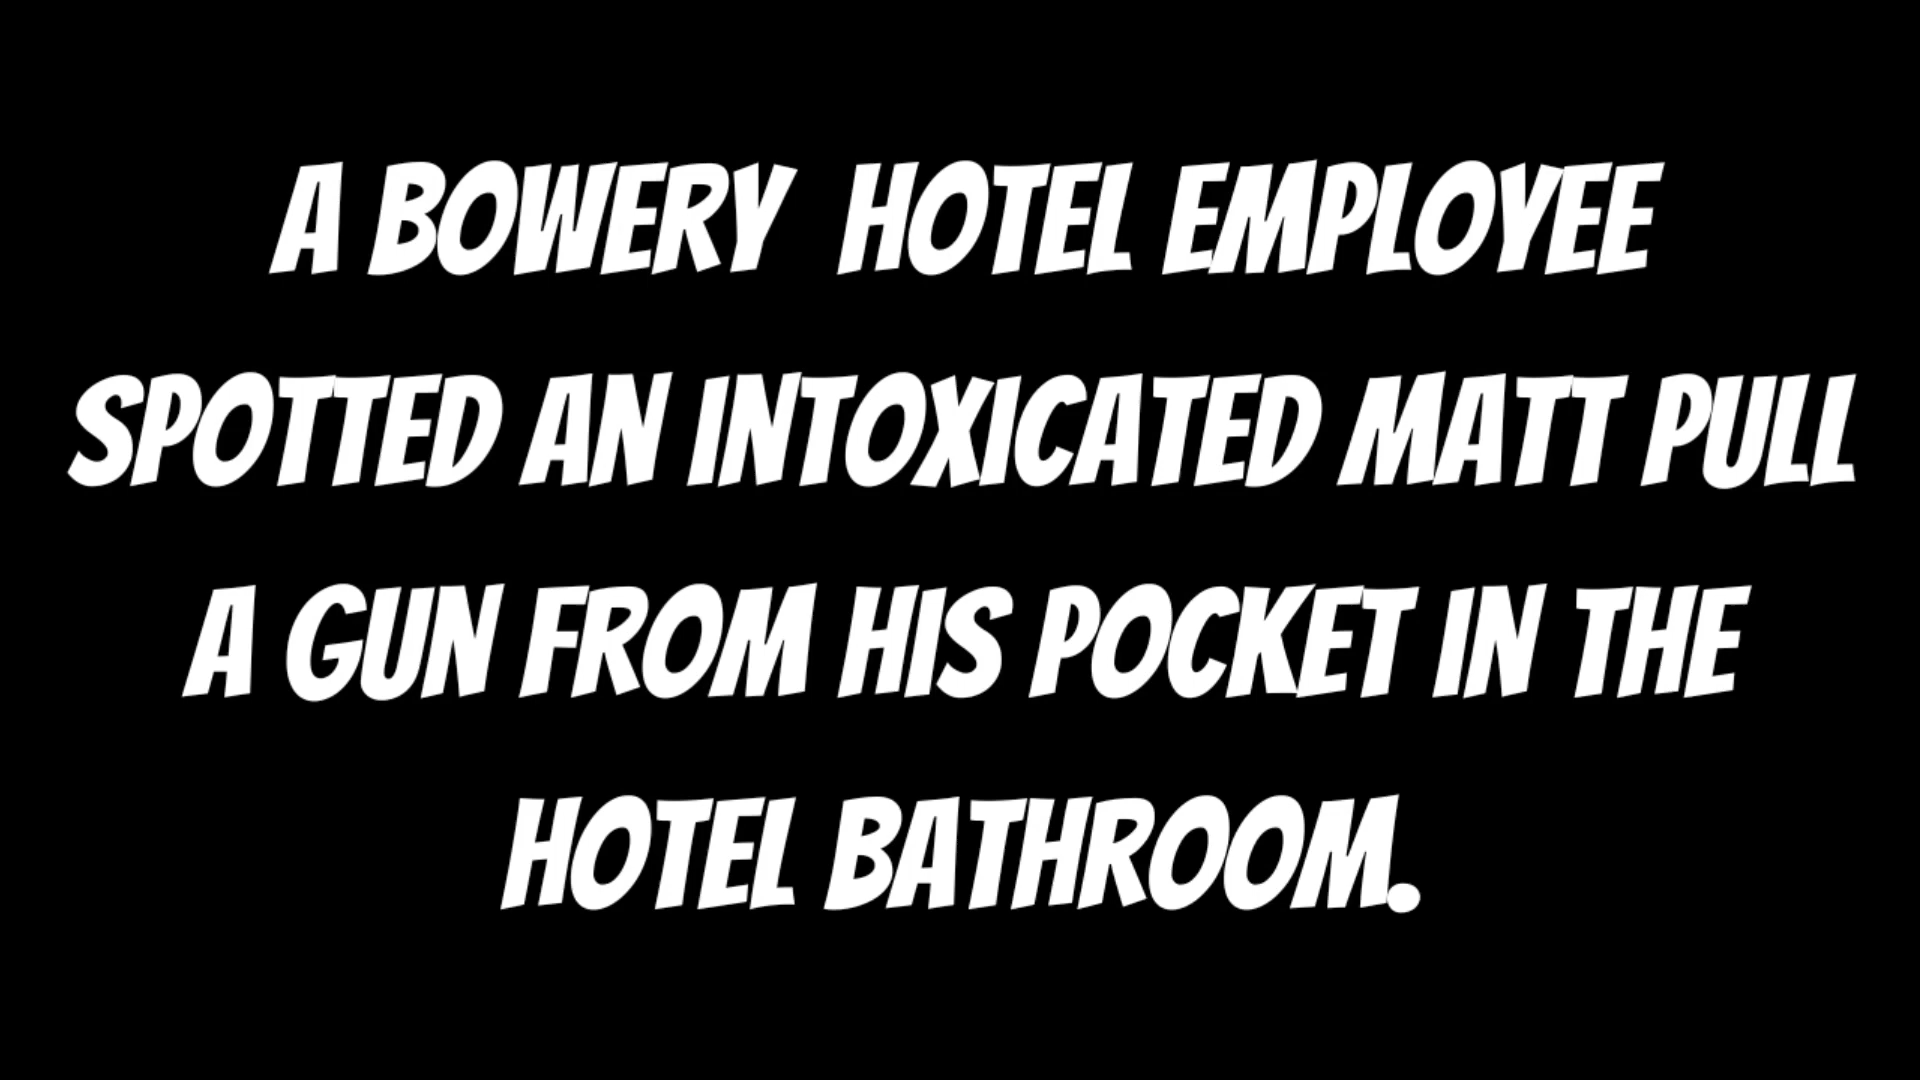 A BOWERY  HOTEL EMPLOYEE
SPOTTED AN INTOXICATED MATT PULL
A GUN FROM HIS POCKET IN THE
HOTEL BATHROOM.